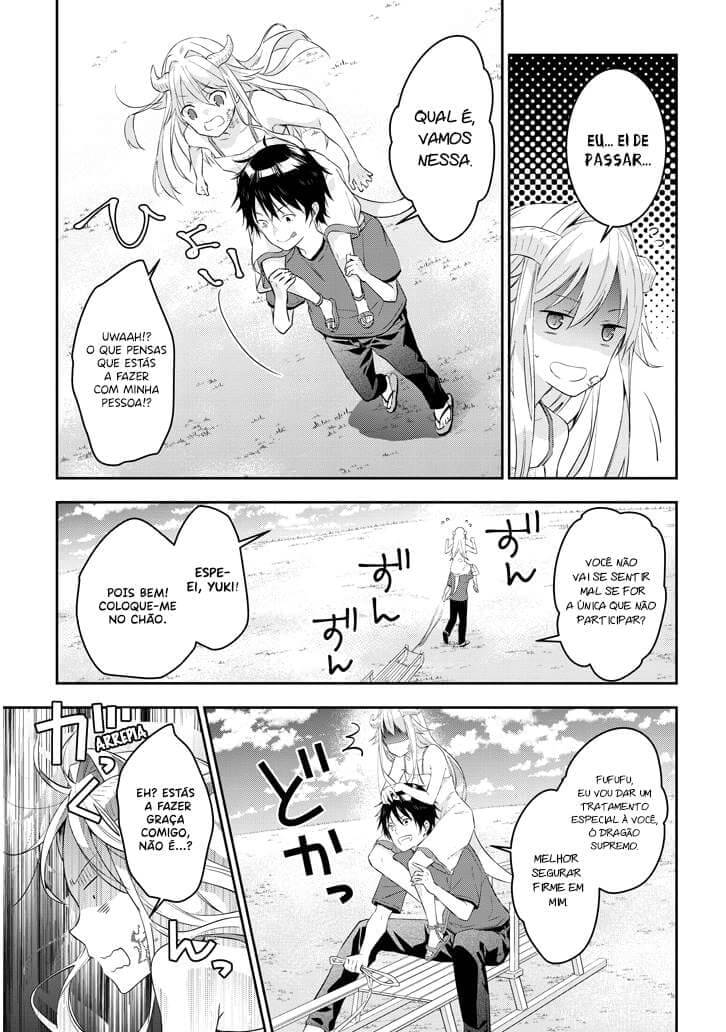 EU... EI DE
PASSAR...
QUAL É,
VAMOS
NESSA.
ひょい
UWAAH!?
O QUE PENSAS
QUE ESTÁS
A FAZER
COM MINHA
PESSOA!?
VOCÊ NÃO
VAI SE SENTIR
MAL SE FOR
A ÚNICA QUE NÃO
PARTICIPAR?
ずん
ずん
ずん
ESPE-
EI, YUKI!
POIS BEM!
COLOQUE-ME
NO CHÃO.
FUFUFU,
EU VOU DAR UM
TRATAMENTO
ESPECIAL À VOCÊ,
Ó DRAGÃO
SUPREMO.
MELHOR
SEGURAR
FIRME EM
MIM.
どかっ
ARREPIA
EH? ESTÁS
A FAZER
GRAÇA
COMIGO,
NÃO É...?